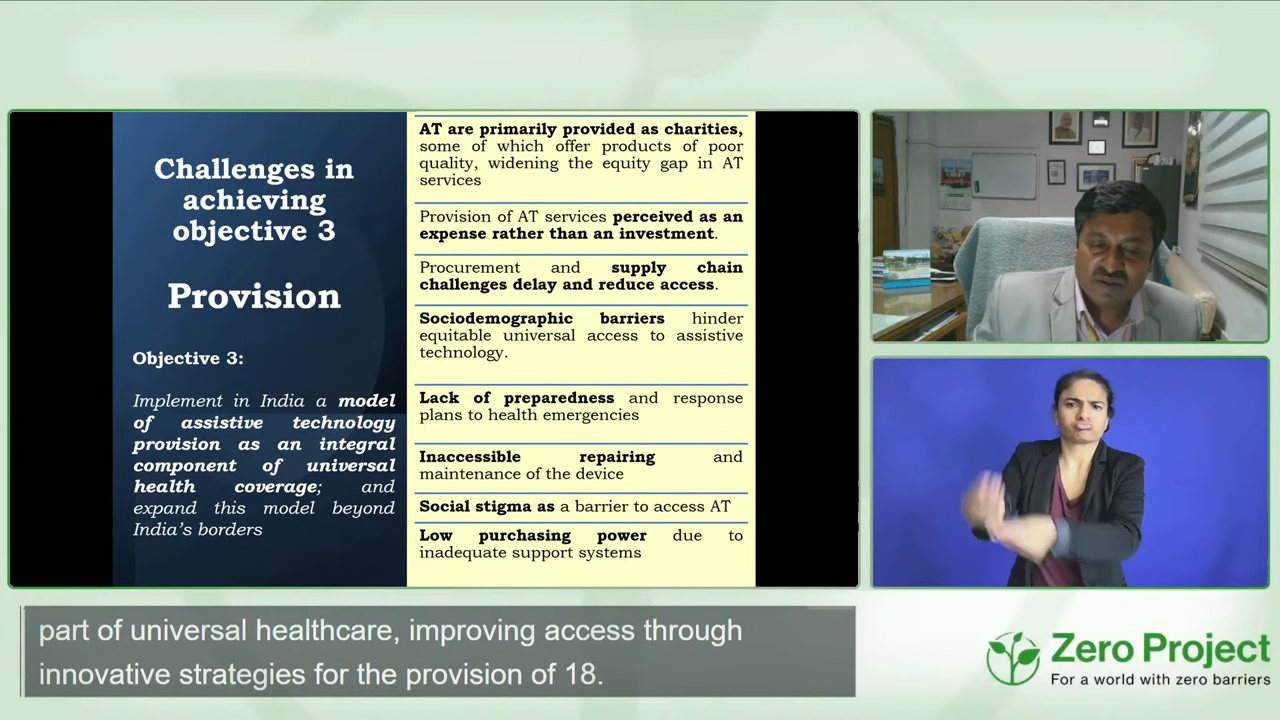 Challenges in
achieving
objective 3
Provision
Objective 3:
Implement in India a model
of assistive technology
provision as an integral
component of universal
health coverage; and
expand this model beyond
India's borders
AT are primarily provided as charities,
some of which offer products of poor
quality, widening the equity gap in AT
services
Provision of AT services perceived as an
expense rather than an investment.
Procurement and supply chain
challenges delay and reduce access.
Sociodemographic barriers hinder
equitable universal access to assistive
technology.
Lack of preparedness and response
plans to health emergencies
Inaccessible repairing and
maintenance of the device
Social stigma as a barrier to access AT
Low purchasing power due to
inadequate support systems
part of universal healthcare, improving access through
innovative strategies for the provision of 18.
Zero Project
For a world with zero barriers